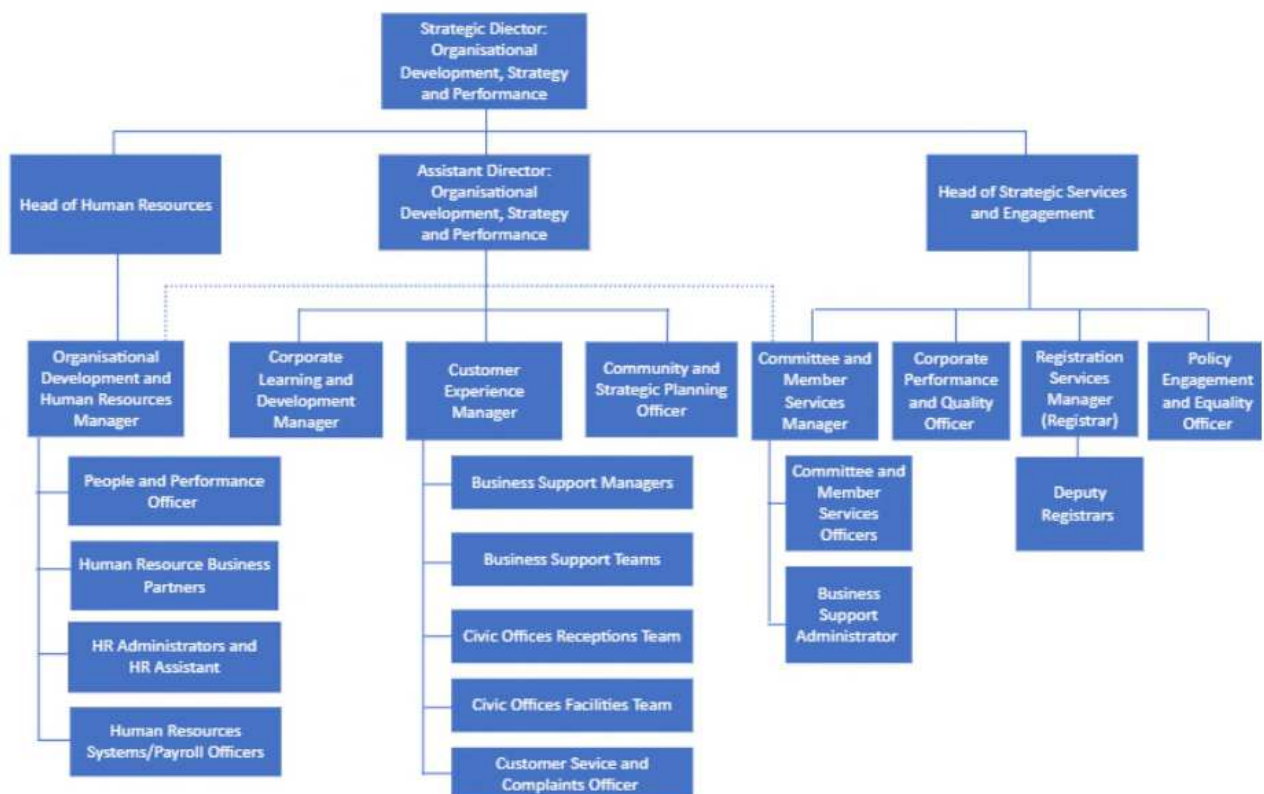 Strategic Diector:
Organisational
Development, Strategy
and Performance
Head of Human Resources
Assistant Director:
Organisational
Development, Strategy
and Performance
Head of Strategic Services
and Engagement
Organisational
Development and
Human Resources
Manager
Corporate
Learning and
Development
Manager
Customer
Experience
Manager
Community and
Strategic Planning
Officer
Committee and
Member
Services
Manager
Corporate
Performance
and Quality
Officer
Registration
Services
Manager
(Registrar)
Policy
Engagement
and Equality
Officer
People and Performance
Officer
Human Resource Business
Partners
HR Administrators and
HR Assistant
Human Resources
Systems/Payroll Officers
Business Support Managers
Business Support Teams
Civic Offices Receptions Team
Civic Offices Facilities Team
Customer Sevice and
Complaints Officer
Committee and
Member
Services
Officers
Business
Support
Administrator
Deputy
Registrars